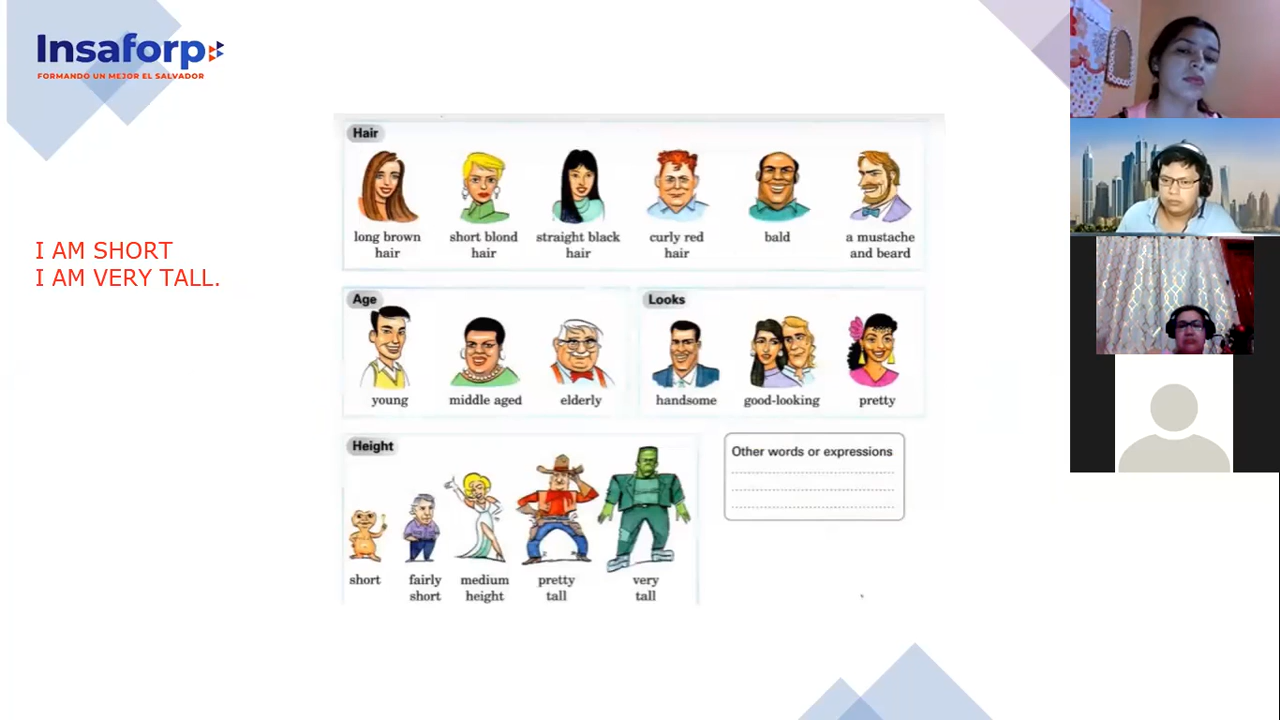 Insaforp
FORMANDO UN MEJOR EL SALVADOR
I AM SHORT
I AM VERY TALL.
Hair
long brown
hair
short blond
hair
straight black
hair
curly red
hair
bald
a mustache
and beard
Age
young
middle aged
elderly
Looks
handsome
good-looking
pretty
Height
short
fairly
short
medium
height
pretty
tall
very
tall
Other words or expressions